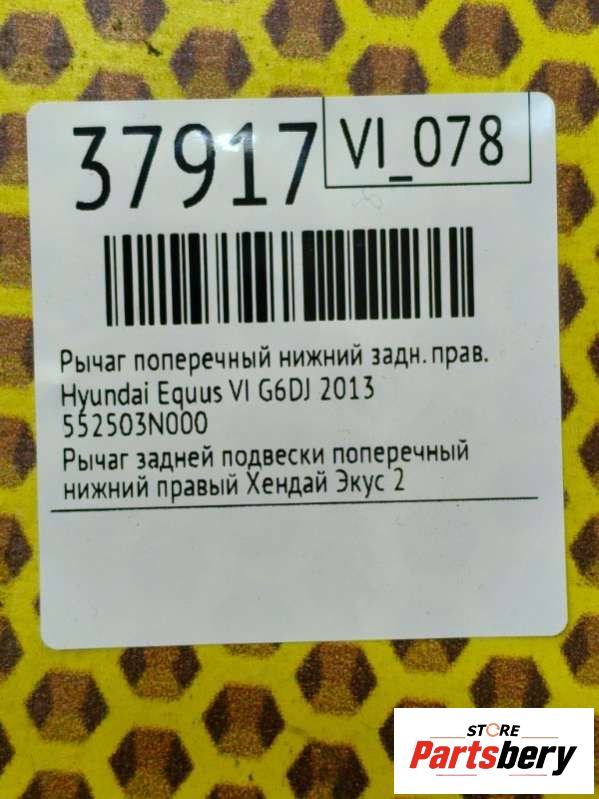 37917
VI_078
Рычаг поперечный нижний задн. прав.
Hyundai Equus VI G6DJ 2013
552503N000
Рычаг задней подвески поперечный
нижний правый Хендай Экус 2
STORE
Partsbery